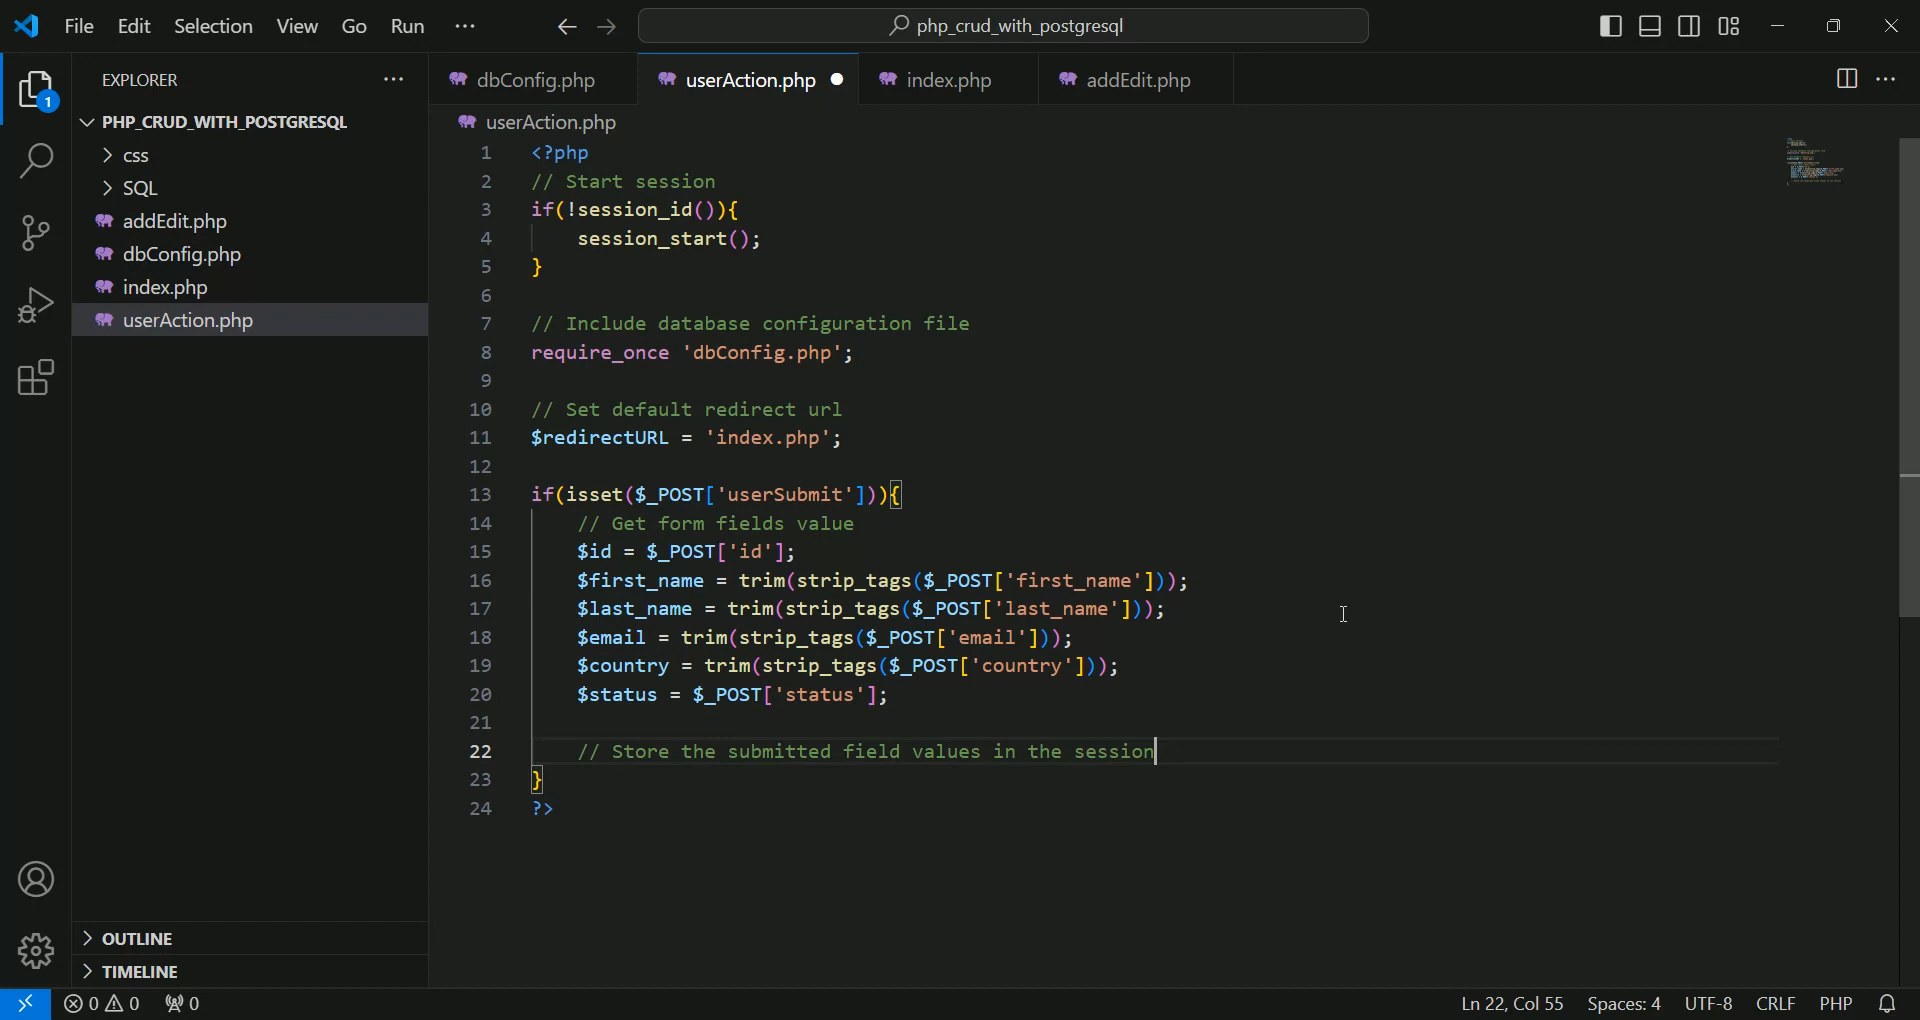 File Edit Selection View Go Run ··· php_crud_with_postgresql
EXPLORER ···
1
PHP_CRUD_WITH_POSTGRESQL
css
SQL
addEdit.php
dbConfig.php
index.php
userAction.php
OUTLINE
TIMELINE
dbConfig.php userAction.php index.php addEdit.php
userAction.php
1 <?php
2 // Start session
3 if(!session_id()){
4     session_start();
5 }
6
7 // Include database configuration file
8 require_once 'dbConfig.php';
9
10 // Set default redirect url
11 $redirectURL = 'index.php';
12
13 if(isset($_POST['userSubmit'])){
14     // Get form fields value
15     $id = $_POST['id'];
16     $first_name = trim(strip_tags($_POST['first_name']));
17     $last_name = trim(strip_tags($_POST['last_name']));
18     $email = trim(strip_tags($_POST['email']));
19     $country = trim(strip_tags($_POST['country']));
20     $status = $_POST['status'];
21
22     // Store the submitted field values in the session
23 }
24 ?>
0 0 0 Ln 22, Col 55 Spaces: 4 UTF-8 CRLF PHP